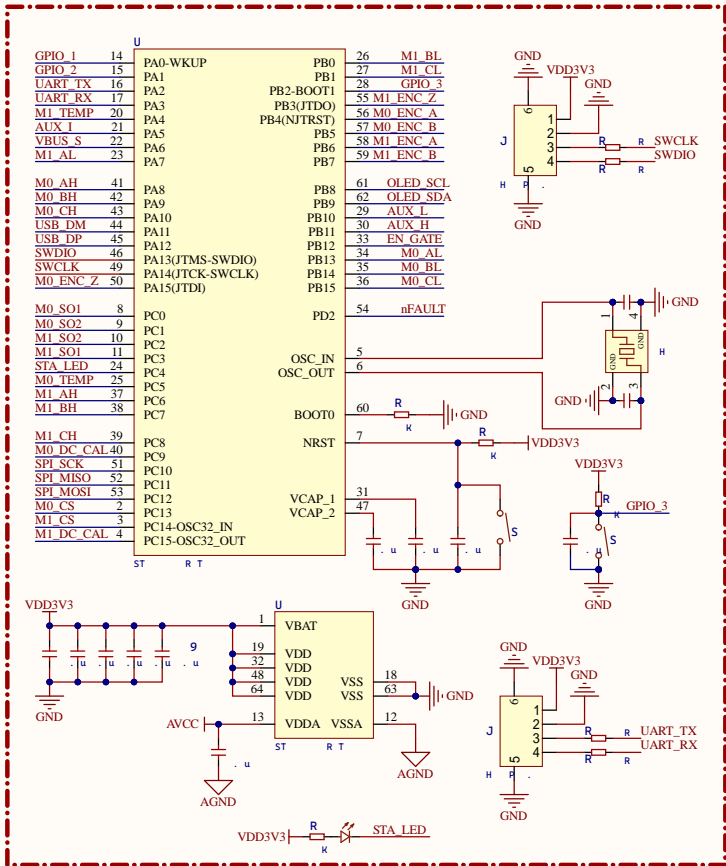 U
GPIO_1 14 PA0-WKUP PB0 26 M1_BL
GPIO_2 15 PA1 PB1 27 M1_CL
UART_TX 16 PA2 PB2-BOOT1 28 GPIO_3
UART_RX 17 PA3 PB3(JTDO) 55 M1_ENC_Z
M1_TEMP 20 PA4 PB4(NJTRST) 56 M0_ENC_A
AUX_I 21 PA5 PB5 57 M0_ENC_B
VBUS_S 22 PA6 PB6 58 M1_ENC_A
M1_AL 23 PA7 PB7 59 M1_ENC_B
M0_AH 41 PA8 PB8 61 OLED_SCL
M0_BH 42 PA9 PB9 62 OLED_SDA
M0_CH 43 PA10 PB10 29 AUX_L
USB_DM 44 PA11 PB11 30 AUX_H
USB_DP 45 PA12 PB12 33 EN_GATE
SWDIO 46 PA13(JTMS-SWDIO) PB13 34 M0_AL
SWCLK 49 PA14(JTCK-SWCLK) PB14 35 M0_BL
M0_ENC_Z 50 PA15(JTDI) PB15 36 M0_CL
M0_SO1 8 PC0 PD2 54 nFAULT
M0_SO2 9 PC1
M1_SO2 10 PC2
M1_SO1 11 PC3 OSC_IN 5
STA_LED 24 PC4 OSC_OUT 6
M0_TEMP 25 PC5
M1_AH 37 PC6
M1_BH 38 PC7 BOOT0 60 R K GND
M1_CH 39 PC8 NRST 7 R K VDD3V3
M0_DC_CAL 40 PC9
SPI_SCK 51 PC10
SPI_MISO 52 PC11
SPI_MOSI 53 PC12 VCAP_1 31
M0_CS 2 PC13 VCAP_2 47
M1_CS 3 PC14-OSC32_IN
M1_DC_CAL 4 PC15-OSC32_OUT
ST R T
.u .u .u S
GND
GND
VDD3V3
GND
J 1 2 3 4 5 6
R R SWCLK
R R SWDIO
H P .
GND
1 4 GND
GND GND H
2 3
GND
VDD3V3
R K
GPIO_3
.u S
GND
VDD3V3
.u 9 .u
GND
U
1 VBAT
19 VDD
32 VDD
48 VDD VSS 18
64 VDD VSS 63 GND
AVCC 13 VDDA VSSA 12
ST R T
.u
AGND
AGND
GND
VDD3V3
GND
J 1 2 3 4 5 6
R R UART_TX
R R UART_RX
H P .
GND
VDD3V3 R K STA_LED